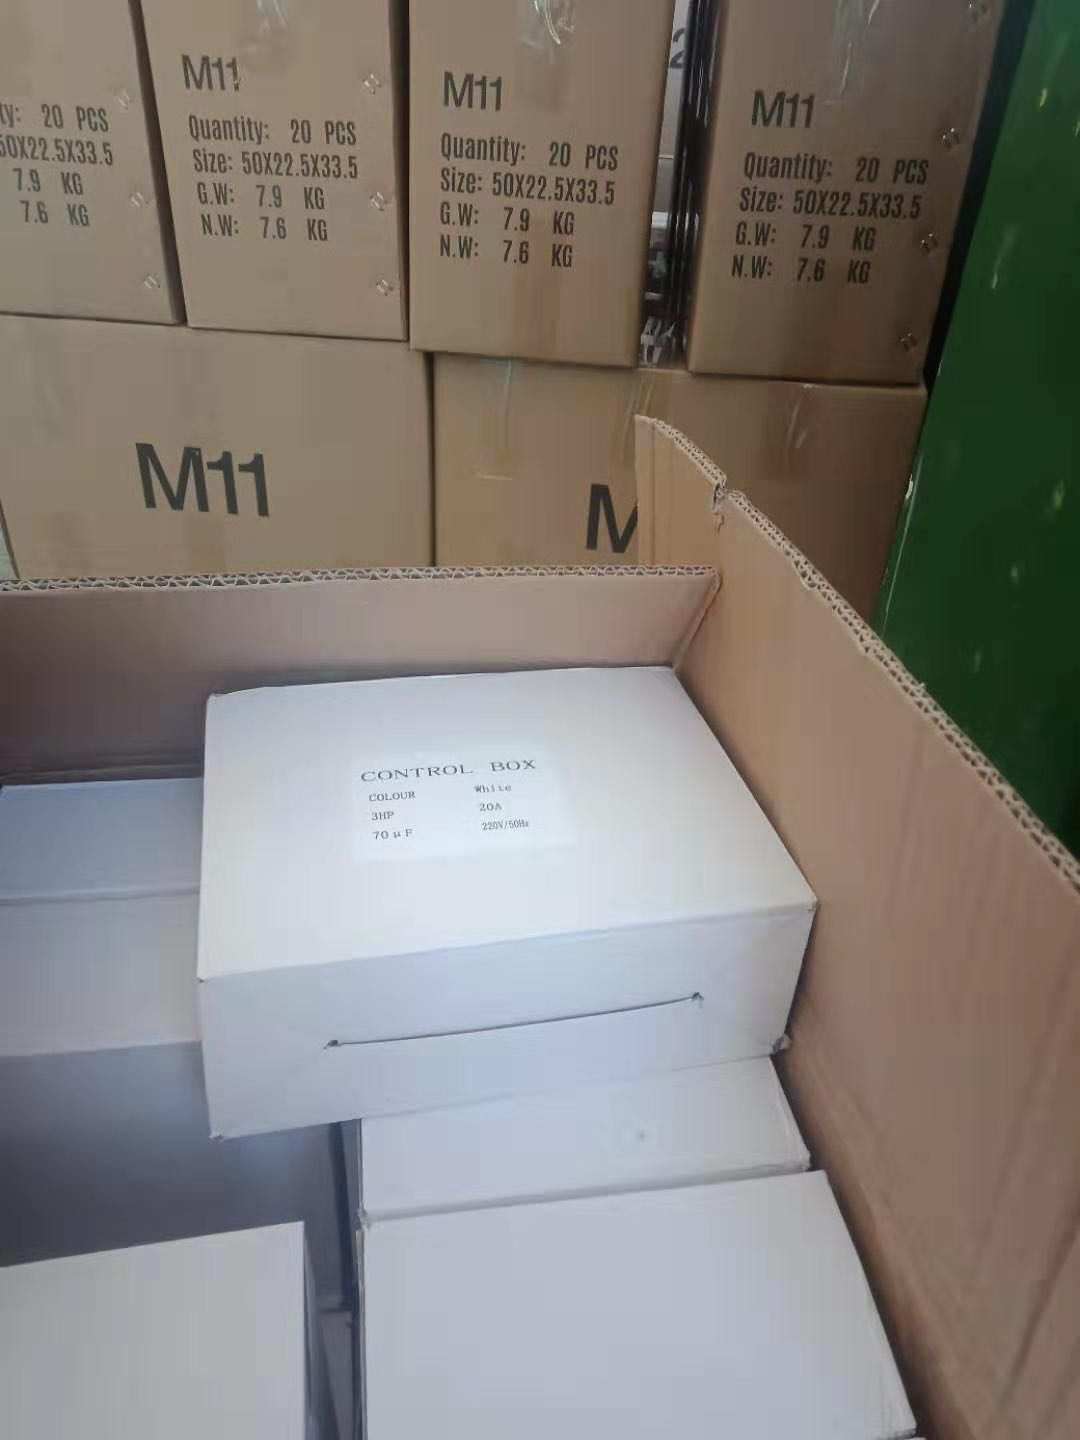 ty: 20 PCS
50X22.5X33.5
7.9 KG
7.6 KG
M11
Quantity: 20 PCS
Size: 50X22.5X33.5
G.W: 7.9 KG
N.W: 7.6 KG
M11
Quantity: 20 PCS
Size: 50X22.5X33.5
G.W: 7.9 KG
N.W: 7.6 KG
2
M11
Quantity: 20 PCS
Size: 50X22.5X33.5
G.W: 7.9 KG
N.W: 7.6 KG
M11
M
CONTROL BOX
COLOUR White
3HP 20A
70μF 220V/50Hz